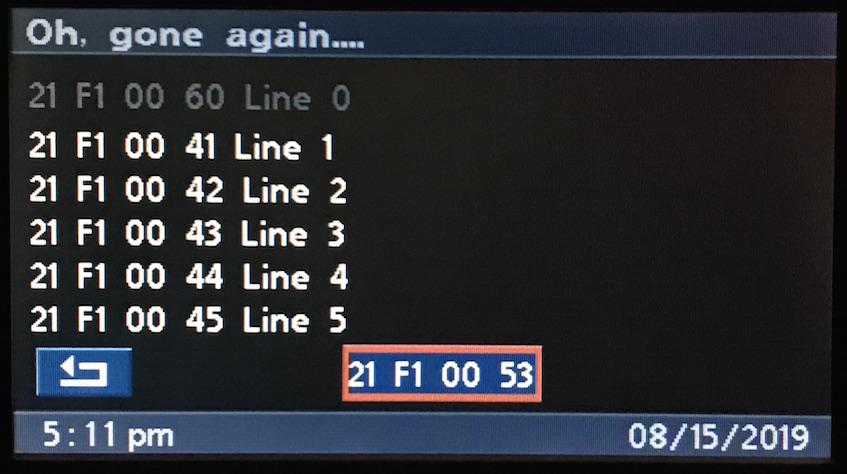 Oh, gone again....
21 F1 00 60 Line 0
21 F1 00 41 Line 1
21 F1 00 42 Line 2
21 F1 00 43 Line 3
21 F1 00 44 Line 4
21 F1 00 45 Line 5
21 F1 00 53
5:11 pm 08/15/2019